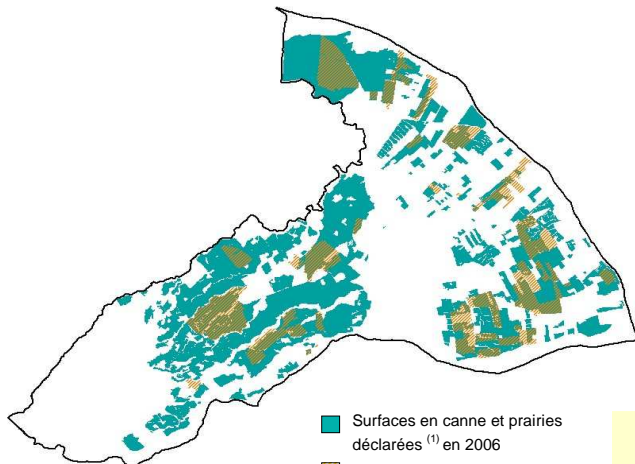 Surfaces en canne et prairies
déclarées (1) en 2006